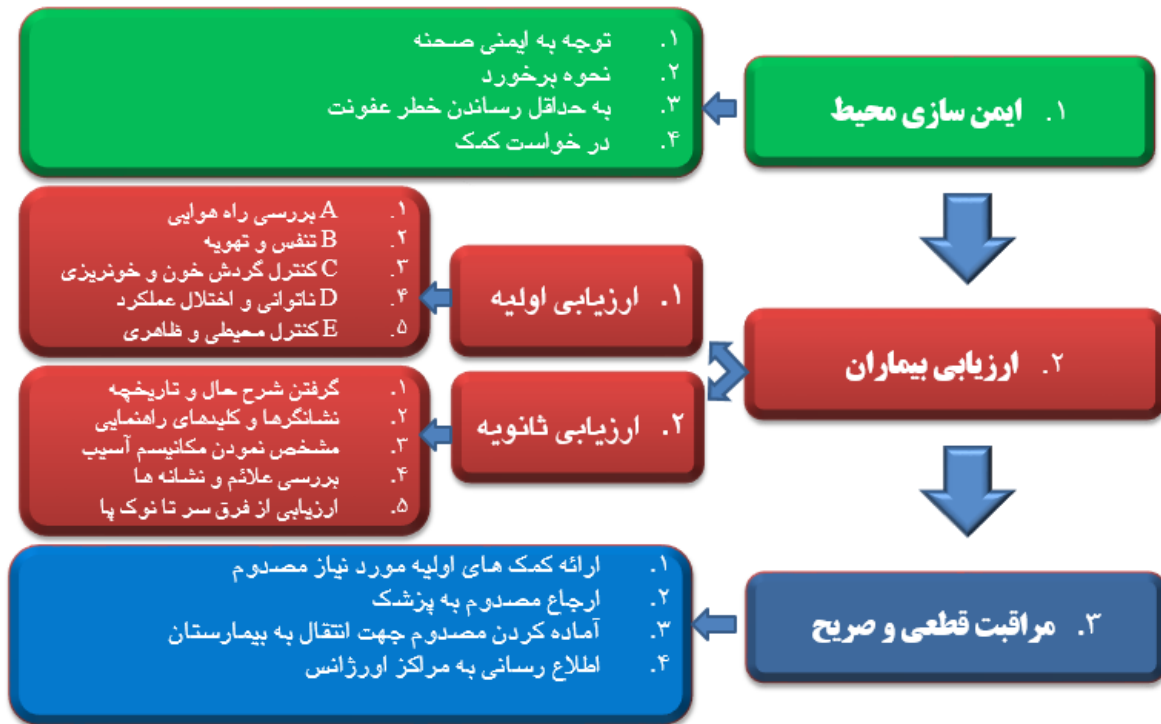 ۱. ایمن سازی محیط
۱. توجه به ایمنی صحنه
۲. نحوه برخورد
۳. به حداقل رساندن خطر عفونت
۴. در خواست کمک
۲. ارزیابی بیماران
۱. ارزیابی اولیه
۱. A بررسی راه هوایی
۲. B تنفس و تهویه
۳. C کنترل گردش خون و خونریزی
۴. D ناتوانی و اختلال عملکرد
۵. E کنترل محیطی و ظاهری
۲. ارزیابی ثانویه
۱. گرفتن شرح حال و تاریخچه
۲. نشانگرها و کلیدهای راهنمایی
۳. مشخص نمودن مکانیسم آسیب
۴. بررسی علائم و نشانه ها
۵. ارزیابی از فرق سر تا نوک پا
۳. مراقبت قطعی و صریح
۱. ارائه کمک های اولیه مورد نیاز مصدوم
۲. ارجاع مصدوم به پزشک
۳. آماده کردن مصدوم جهت انتقال به بیمارستان
۴. اطلاع رسانی به مراکز اورژانس